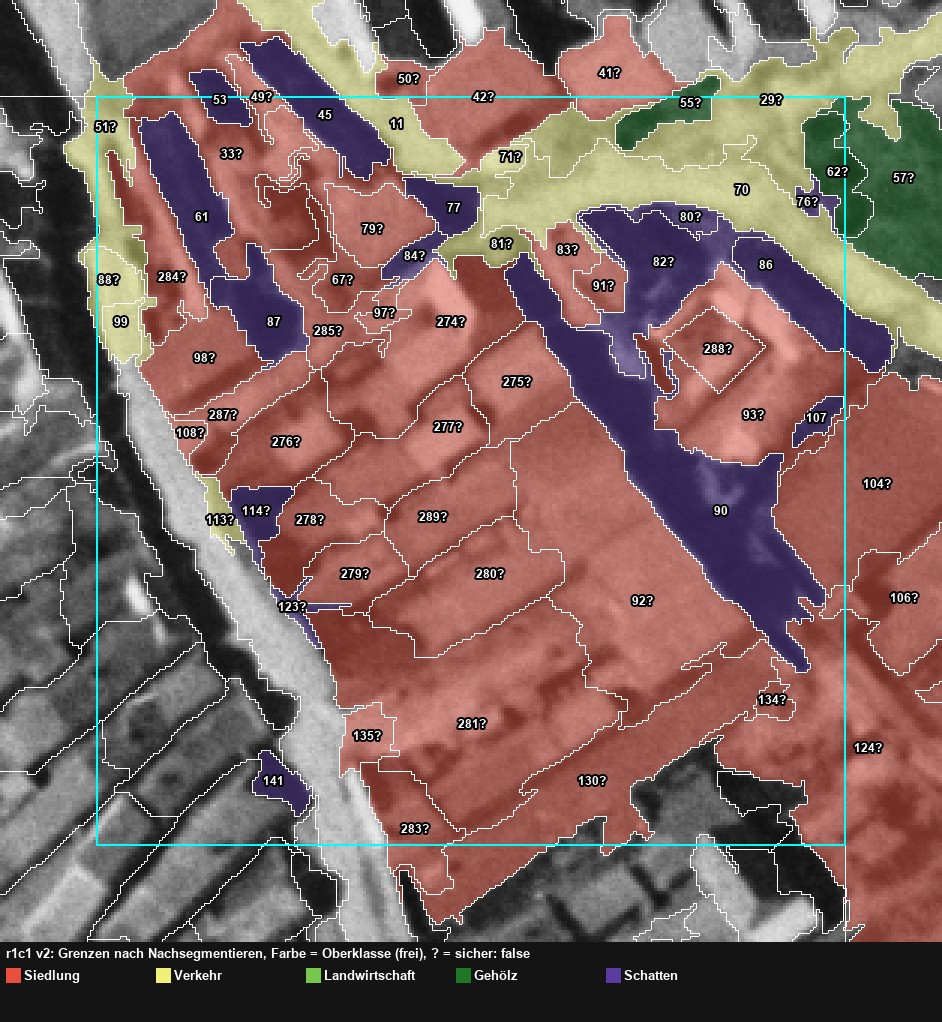 50? 42? 41?
53 49? 45 11 55? 29?
51? 33? 71? 62? 57?
61 77 70 76? 80?
79? 81? 83? 84? 82? 86
88? 284? 67? 91?
99 87 285? 97? 274? 288?
98? 275? 93? 107
287? 108? 276? 277?
104?
113? 114? 278? 289? 90
279? 280? 92? 106?
123?
134?
135? 281? 124?
141 130?
283?
r1c1 v2: Grenzen nach Nachsegmentieren, Farbe = Oberklasse (frei), ? = sicher: false
Siedlung Verkehr Landwirtschaft Gehölz Schatten